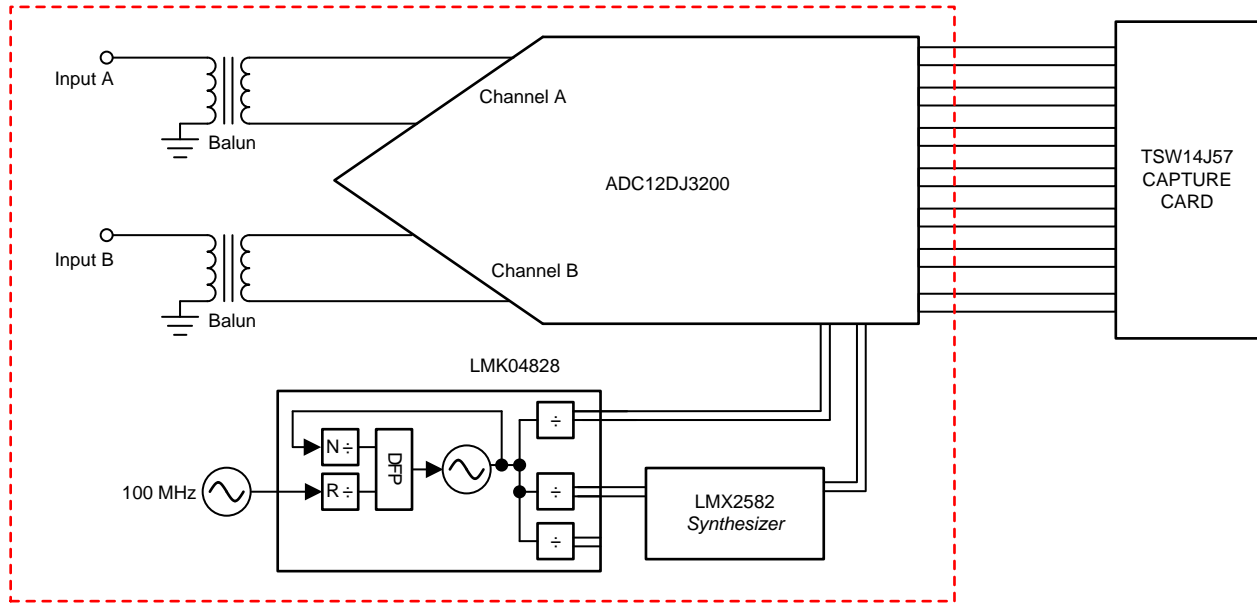 Input A
Balun
Channel A
ADC12DJ3200
TSW14J57
CAPTURE
CARD
Input B
Balun
Channel B
LMK04828
N ÷
R ÷
DFP
÷
÷
÷
100 MHz
LMX2582
Synthesizer